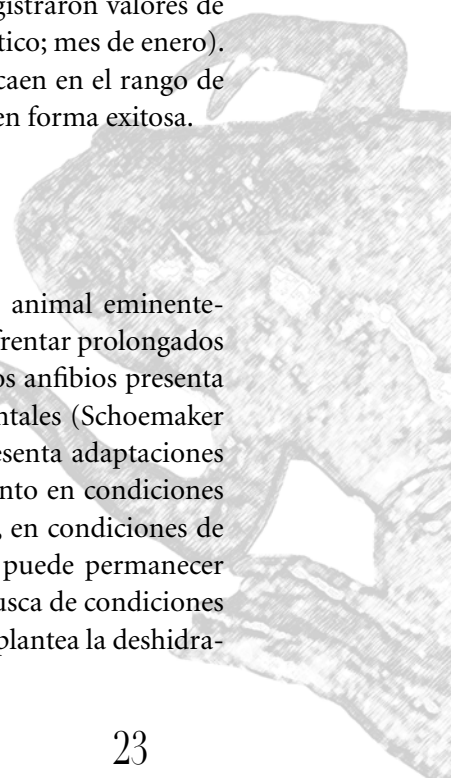 gistraron valores de
tico; mes de enero).
caen en el rango de
en forma exitosa.
animal eminente-
frentar prolongados
os anfibios presenta
ntales (Schoemaker
esenta adaptaciones
nto en condiciones
, en condiciones de
puede permanecer
usca de condiciones
plantea la deshidra-
23